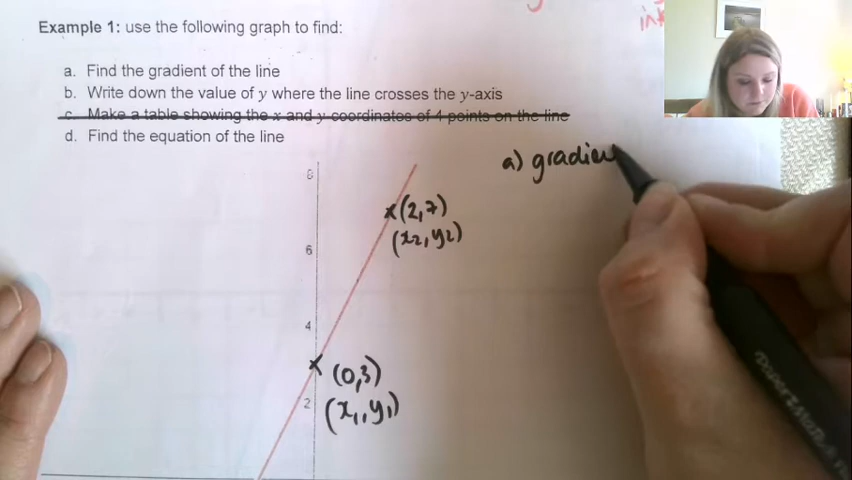 Example 1: use the following graph to find:
a. Find the gradient of the line
b. Write down the value of y where the line crosses the y-axis
c. Make a table showing the x and y coordinates of 4 points on the line
d. Find the equation of the line
a) gradien
8
x(2,7)
(x₂, y₂)
6
4
x (0,3)
2
(x₁, y₁)